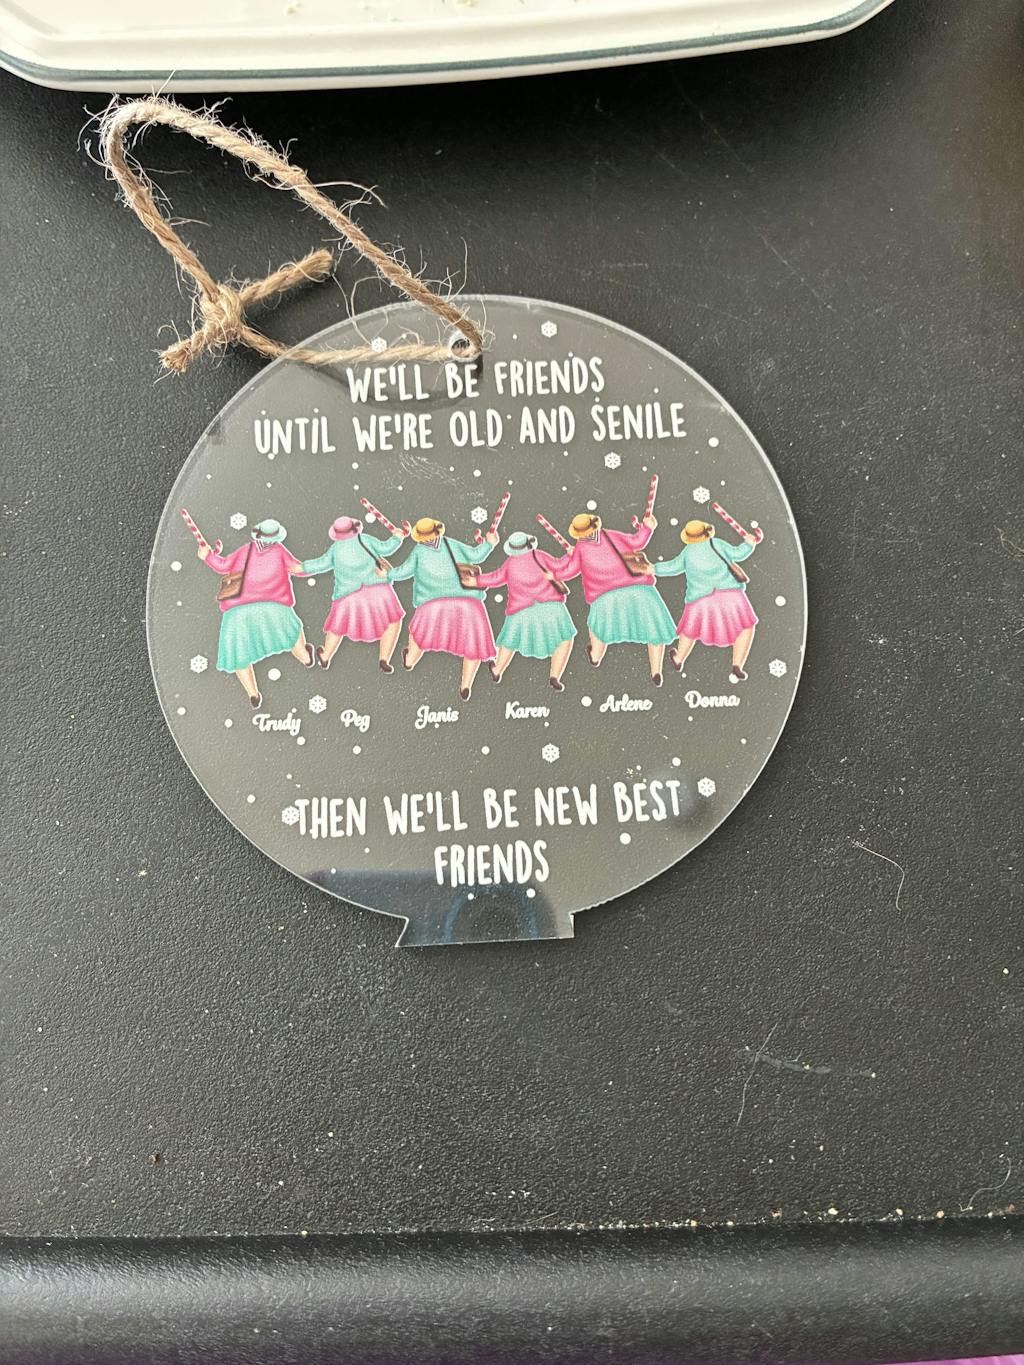 WE'LL BE FRIENDS
UNTIL WE'RE OLD AND SENILE
Trudy Peg Janis Karen Arlene Donna
THEN WE'LL BE NEW BEST
FRIENDS